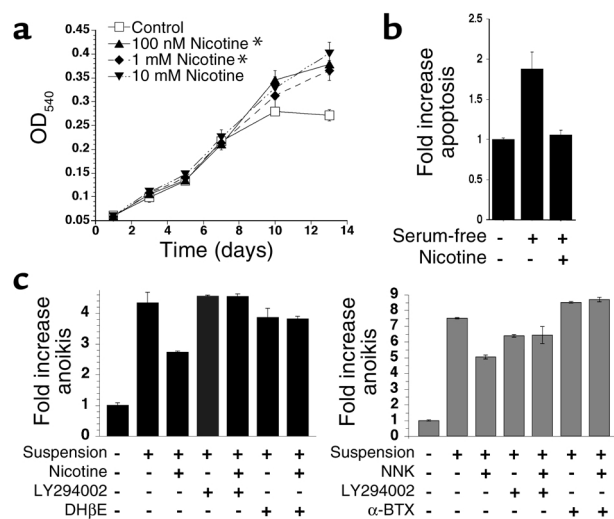 a
Control
100 nM Nicotine *
1 mM Nicotine *
10 mM Nicotine
OD540
0.45
0.4
0.35
0.3
0.25
0.2
0.15
0.1
0.05
0 2 4 6 8 10 12 14
Time (days)
b
Fold increase
apoptosis
2.5
2
1.5
1
0.5
0
Serum-free - + +
Nicotine - - +
c
Fold increase
anoikis
4
3
2
1
0
Suspension - + + + + + +
Nicotine - - + - + - +
LY294002 - - - + + - -
DHβE - - - - - + +
Fold increase
anoikis
9
8
7
6
5
4
3
2
1
0
Suspension - + + + + + +
NNK - - + - + - +
LY294002 - - - + + - -
α-BTX - - - - - + +